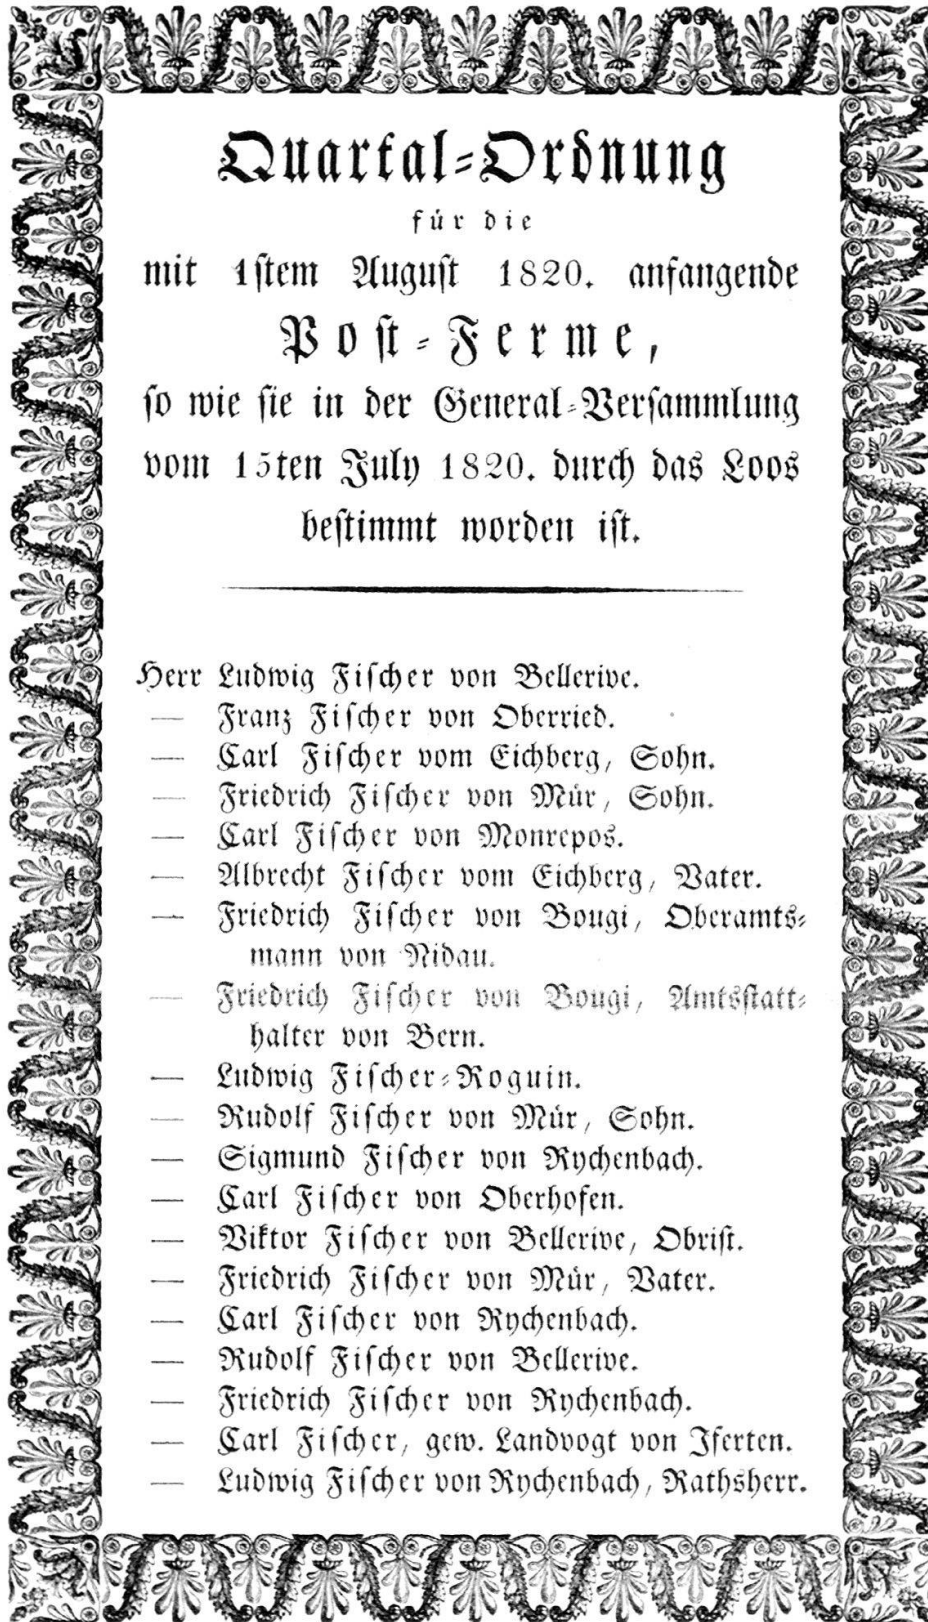 Quartal-Ordnung
für die
mit 1stem August 1820. anfangende
Post-Ferme,
so wie sie in der General-Versammlung
vom 15ten July 1820. durch das Loos
bestimmt worden ist.
Herr Ludwig Fischer von Bellerive.
— Franz Fischer von Oberried.
— Carl Fischer vom Eichberg, Sohn.
— Friedrich Fischer von Mür, Sohn.
— Carl Fischer von Monrepos.
— Albrecht Fischer vom Eichberg, Vater.
— Friedrich Fischer von Bougi, Oberamts-
mann von Nidau.
— Friedrich Fischer von Bougi, Amtsstatt-
halter von Bern.
— Ludwig Fischer-Roguin.
— Rudolf Fischer von Mür, Sohn.
— Sigmund Fischer von Rychenbach.
— Carl Fischer von Oberhofen.
— Viktor Fischer von Bellerive, Obrist.
— Friedrich Fischer von Mür, Vater.
— Carl Fischer von Rychenbach.
— Rudolf Fischer von Bellerive.
— Friedrich Fischer von Rychenbach.
— Carl Fischer, gew. Landvogt von Iferten.
— Ludwig Fischer von Rychenbach, Rathsherr.